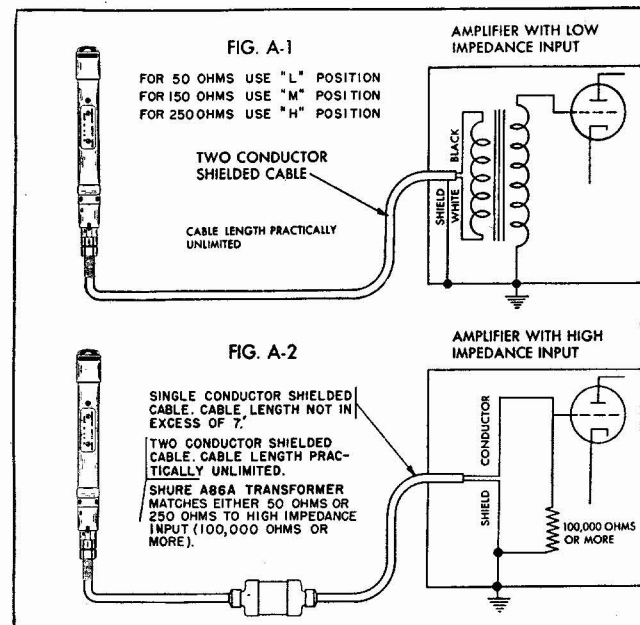 FIG. A-1
FOR 50 OHMS USE "L" POSITION
FOR 150 OHMS USE "M" POSITION
FOR 250 OHMS USE "H" POSITION
TWO CONDUCTOR
SHIELDED CABLE
CABLE LENGTH PRACTICALLY
UNLIMITED
AMPLIFIER WITH LOW
IMPEDANCE INPUT
BLACK
WHITE
SHIELD
FIG. A-2
SINGLE CONDUCTOR SHIELDED
CABLE. CABLE LENGTH NOT IN
EXCESS OF 7.'
TWO CONDUCTOR SHIELDED
CABLE. CABLE LENGTH PRAC-
TICALLY UNLIMITED.
SHURE A86A TRANSFORMER
MATCHES EITHER 50 OHMS OR
250 OHMS TO HIGH IMPEDANCE
INPUT (100,000 OHMS OR
MORE).
AMPLIFIER WITH HIGH
IMPEDANCE INPUT
CONDUCTOR
SHIELD
100,000 OHMS
OR MORE